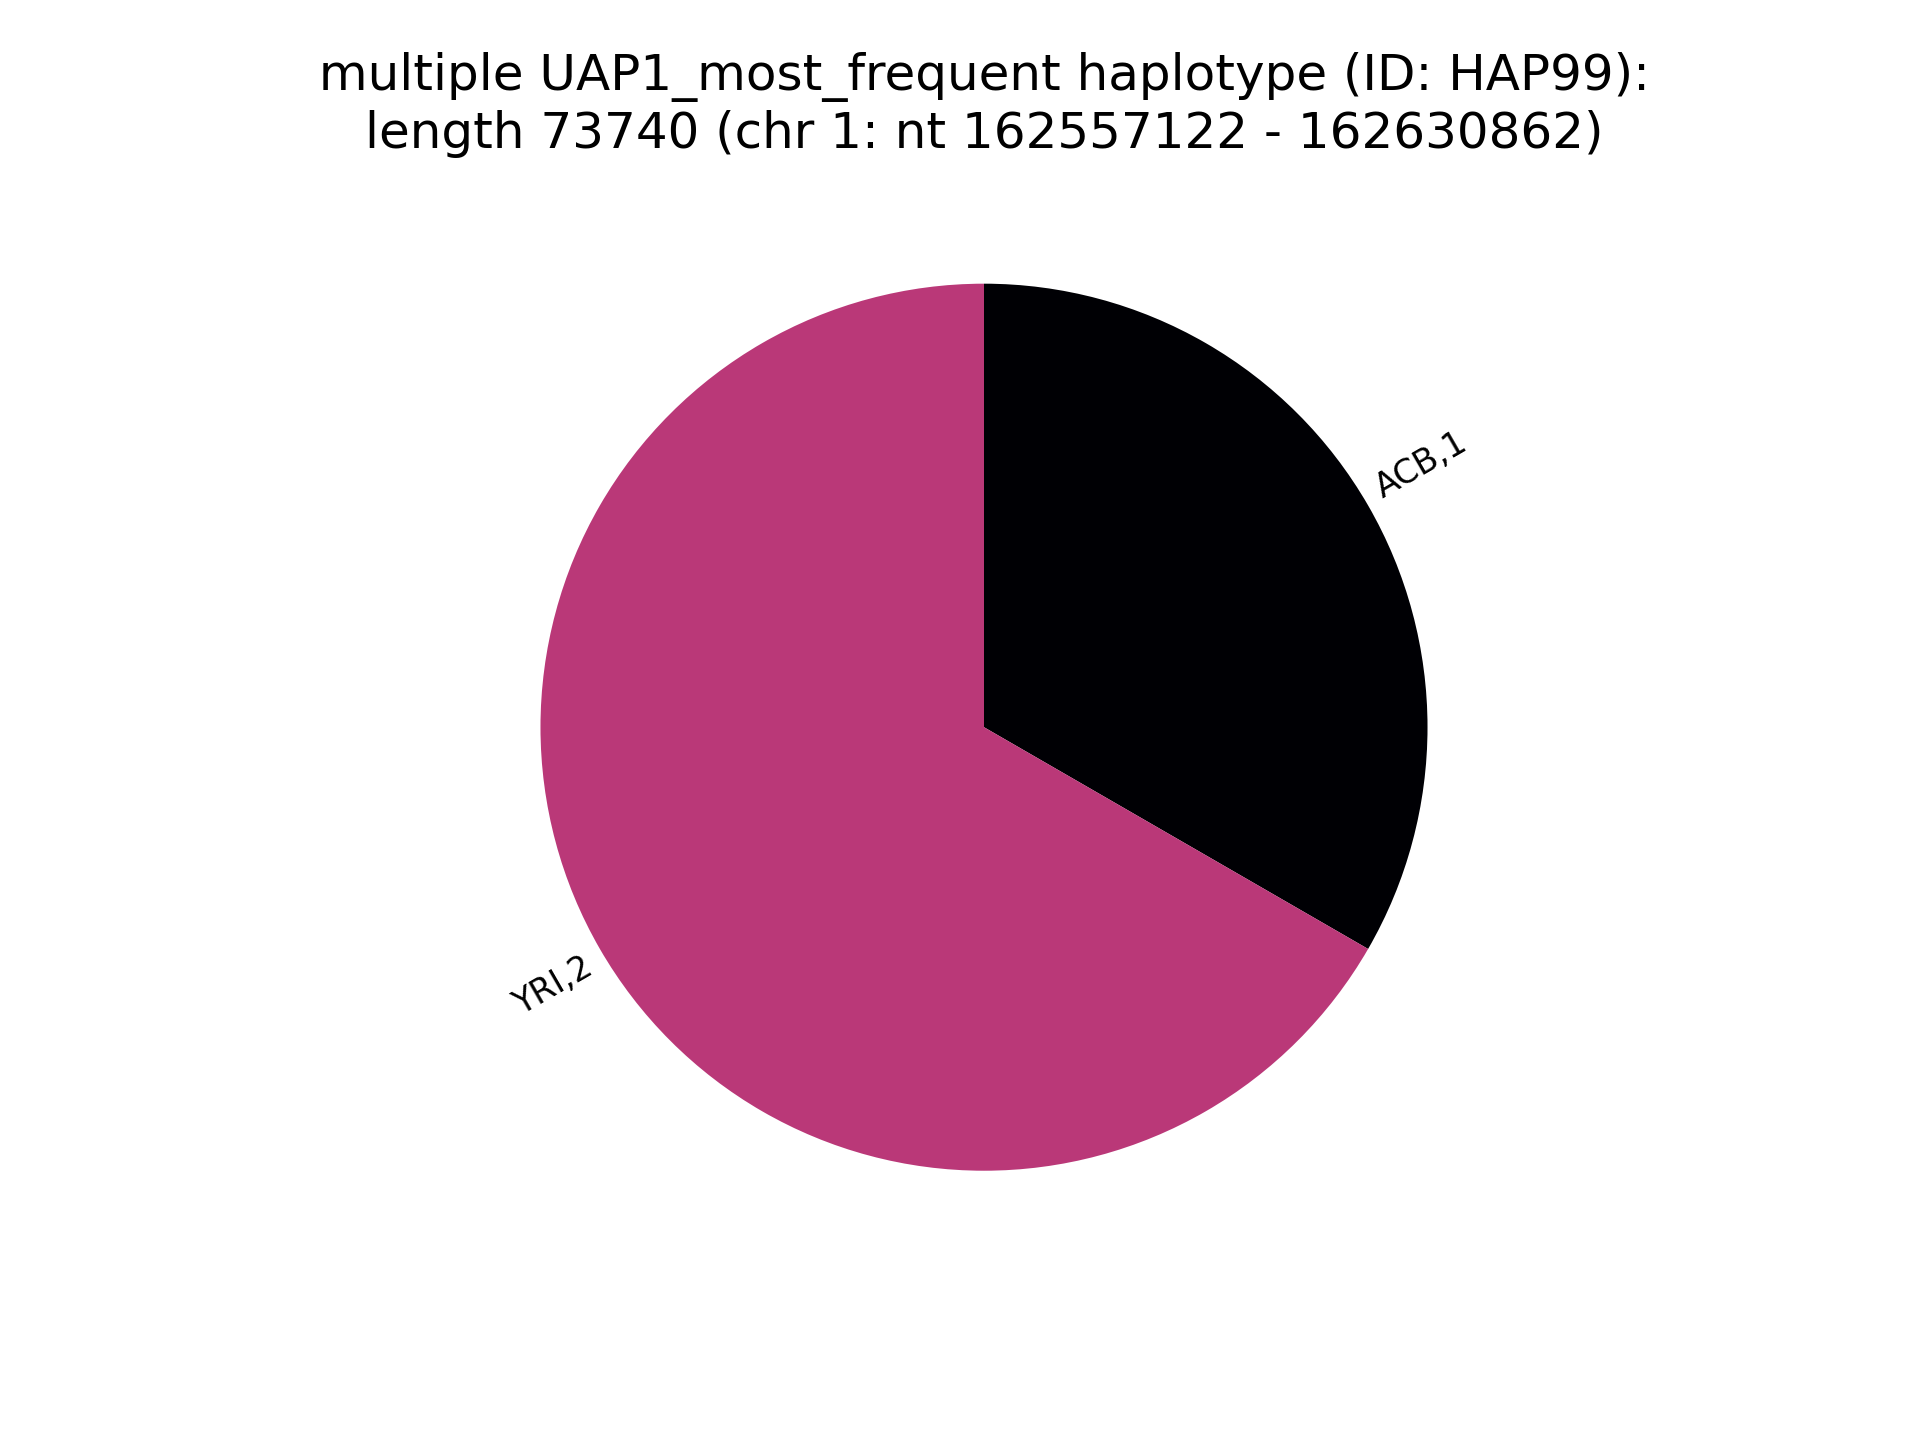 multiple UAP1_most_frequent haplotype (ID: HAP99):
length 73740 (chr 1: nt 162557122 - 162630862)
ACB,1
YRI,2